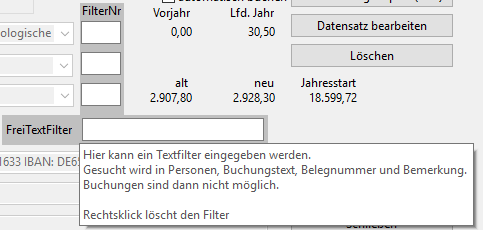 FilterNr
Vorjahr Lfd. Jahr
ologische 0,00 30,50 Datensatz bearbeiten
Löschen
alt neu Jahresstart
2.907,80 2.928,30 18.599,72
FreiTextFilter
1633 IBAN: DE65
Hier kann ein Textfilter eingegeben werden.
Gesucht wird in Personen, Buchungstext, Belegnummer und Bemerkung.
Buchungen sind dann nicht möglich.
Rechtsklick löscht den Filter